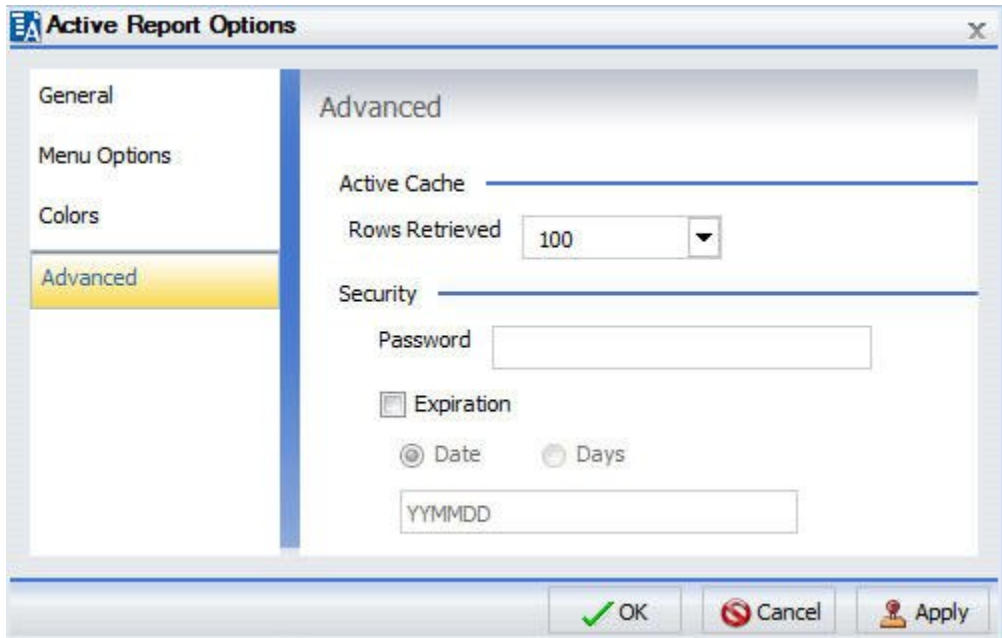 Active Report Options
General
Menu Options
Colors
Advanced
Advanced
Active Cache
Rows Retrieved 100
Security
Password
Expiration
Date Days
YYMMDD
OK Cancel Apply